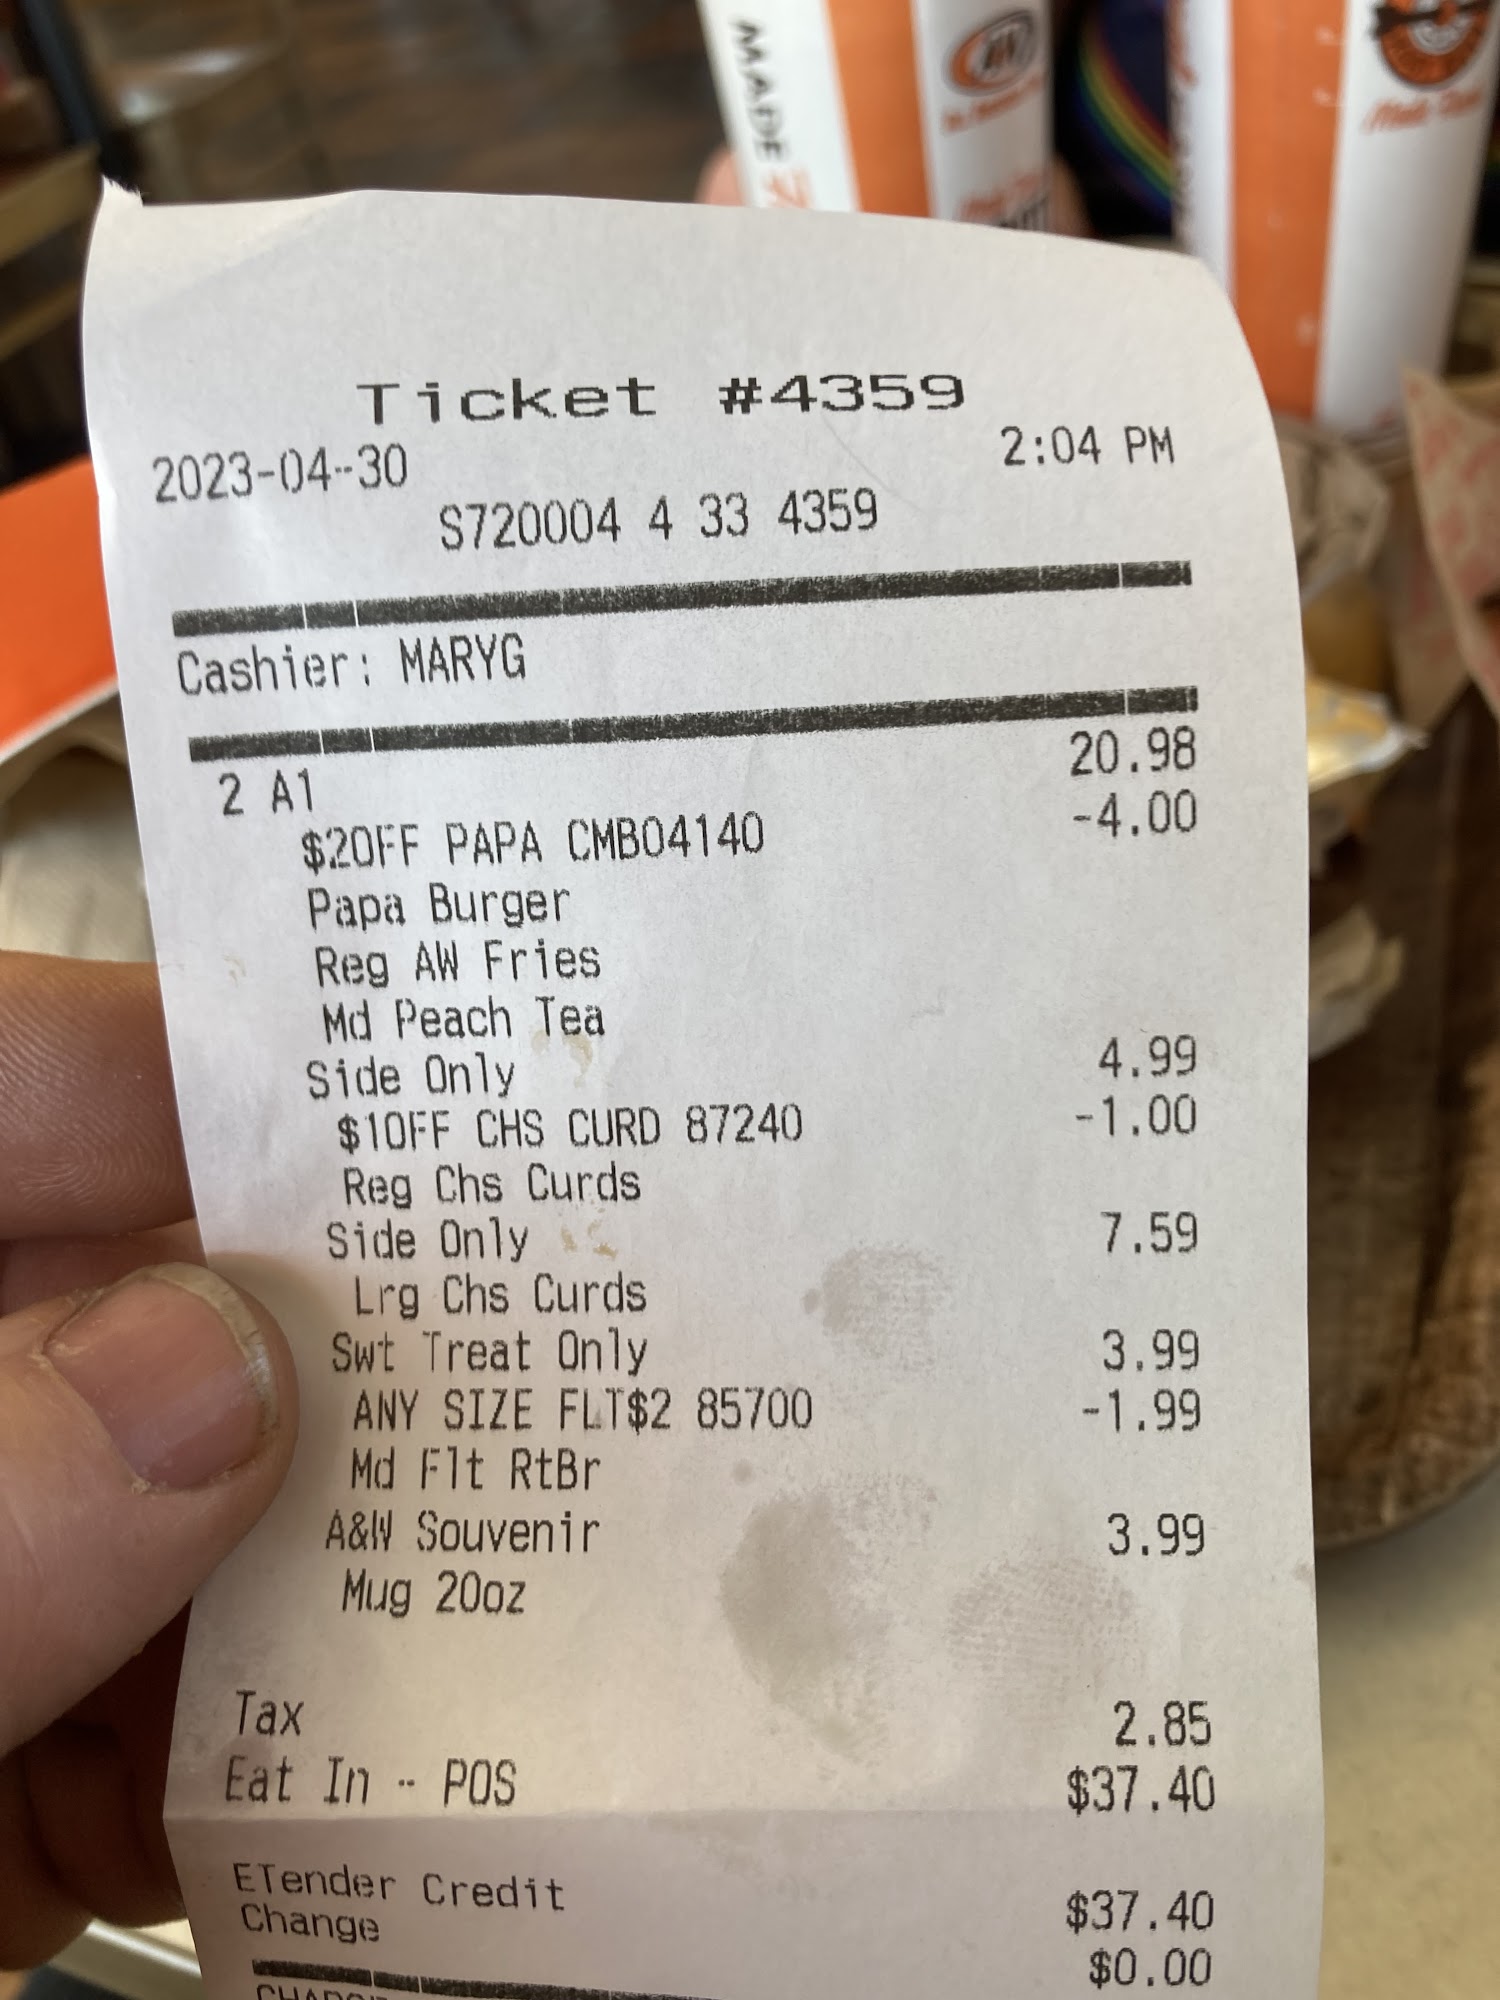 MADE
A&W
Ticket #4359
2023-04-30 2:04 PM
S720004 4 33 4359
Cashier: MARYG
2 A1 20.98
$2OFF PAPA CMBO4140 -4.00
Papa Burger
Reg AW Fries
Md Peach Tea
Side Only 4.99
$1OFF CHS CURD 87240 -1.00
Reg Chs Curds
Side Only 7.59
Lrg Chs Curds
Swt Treat Only 3.99
ANY SIZE FLT$2 85700 -1.99
Md Flt RtBr
A&W Souvenir 3.99
Mug 20oz
Tax 2.85
Eat In - POS $37.40
ETender Credit $37.40
Change $0.00